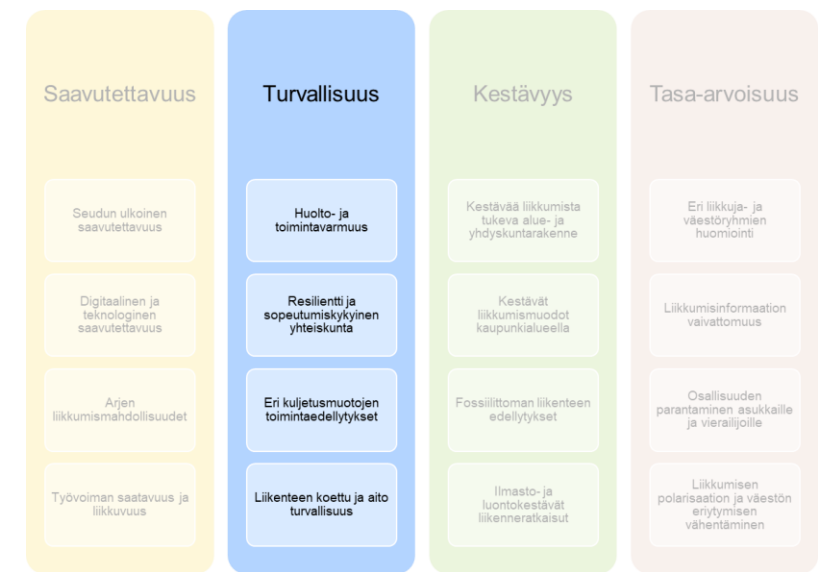 Saavutettavuus
Seudun ulkoinen
saavutettavuus
Digitaalinen ja
teknologinen
saavutettavuus
Arjen
liikkumismahdollisuudet
Työvoiman saatavuus ja
liikkuvuus
Turvallisuus
Huolto- ja
toimintavarmuus
Resilientti ja
sopeutumiskykyinen
yhteiskunta
Eri kuljetusmuotojen
toimintaedellytykset
Liikenteen koettu ja aito
turvallisuus
Kestävyys
Kestävää liikkumista
tukeva alue- ja
yhdyskuntarakenne
Kestävät
liikkumismuodot
kaupunkialueella
Fossiilittoman liikenteen
edellytykset
Ilmasto- ja
luontokestävät
liikenneratkaisut
Tasa-arvoisuus
Eri liikkuja- ja
väestöryhmien
huomiointi
Liikkumisinformaation
vaivattomuus
Osallisuuden
parantaminen asukkaille
ja vierailijoille
Liikkumisen
polarisaation ja väestön
eriytymisen
vähentäminen